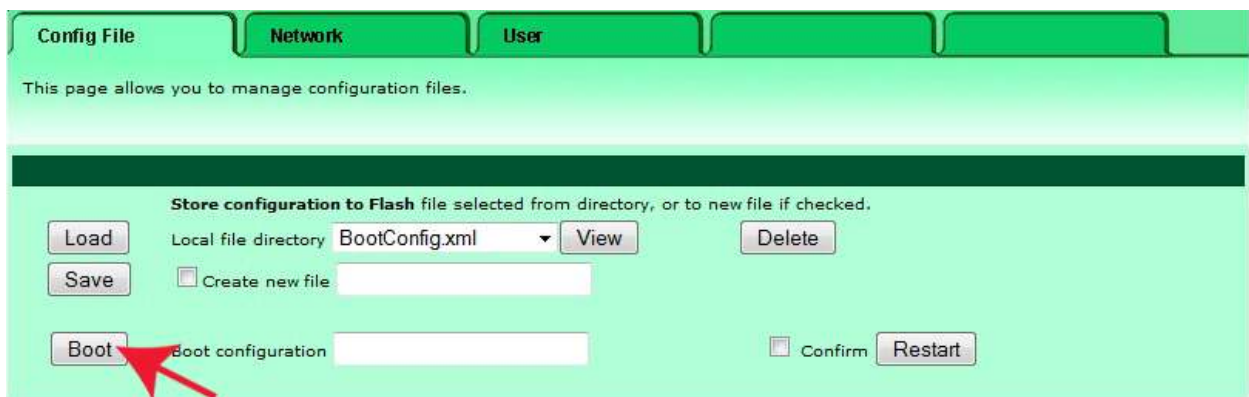 Config File Network User
This page allows you to manage configuration files.
Store configuration to Flash file selected from directory, or to new file if checked.
Load Local file directory BootConfig.xml View Delete
Save Create new file
Boot Boot configuration Confirm Restart